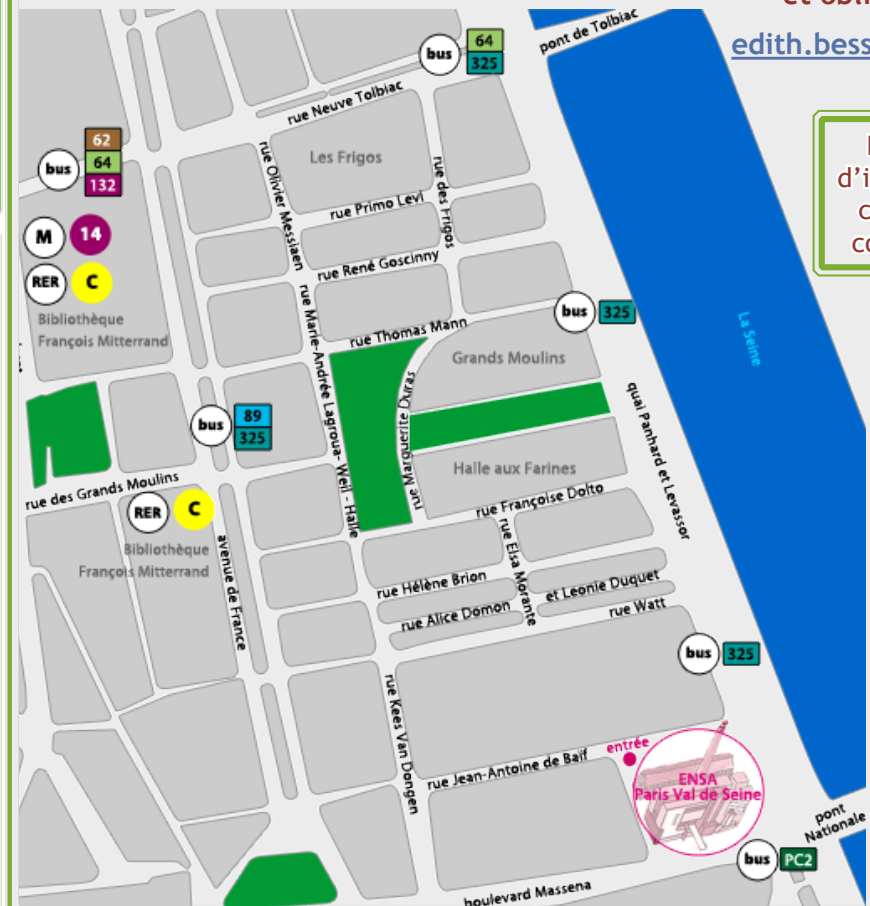 et obli
edith.bess
pont de Tolbiac
bus 64 325
rue Neuve Tolbiac
62
bus 64
132
Les Frigos
rue Olivier Messiaen
rue des Frigos
rue Primo Levi
d'i
c
co
M 14
RER C
Bibliothèque
François Mitterrand
rue René Goscinny
rue Marie-Andrée Lagroua- Weil - Halle
bus 325
rue Thomas Mann
Grands Moulins
La Seine
rue Marguerite Duras
quai Panhard et Levassor
bus 89 325
Halle aux Farines
rue des Grands Moulins
rue Françoise Dolto
RER C
Bibliothèque
François Mitterrand
avenue de France
rue Elsa Morante
rue Hélène Brion
et Leonie Duquet
rue Alice Domon
rue Watt
bus 325
rue Kees Van Dongen
entrée
rue Jean-Antoine de Baïf
ENSA
Paris Val de Seine
pont
Nationale
bus PC2
boulevard Massena